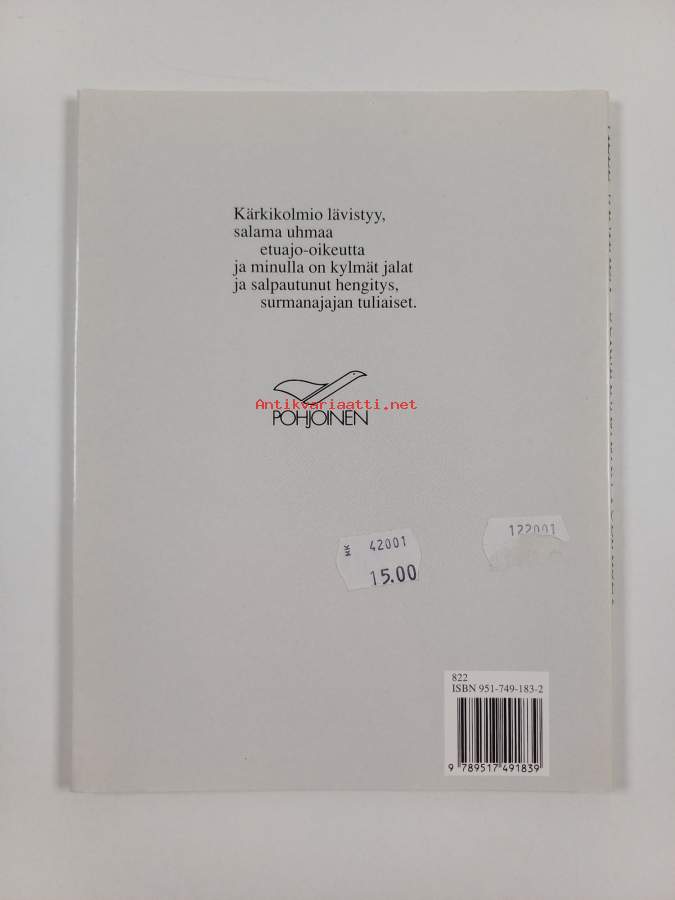 Kärkikolmio lävistyy,
salama uhmaa
etuajo-oikeutta
ja minulla on kylmät jalat
ja salpautunut hengitys,
surmanajajan tuliaiset.
Antikvariaatti.net
POHJOINEN
MK 42001
15.00
122001
822
ISBN 951-749-183-2
9 789517 491839